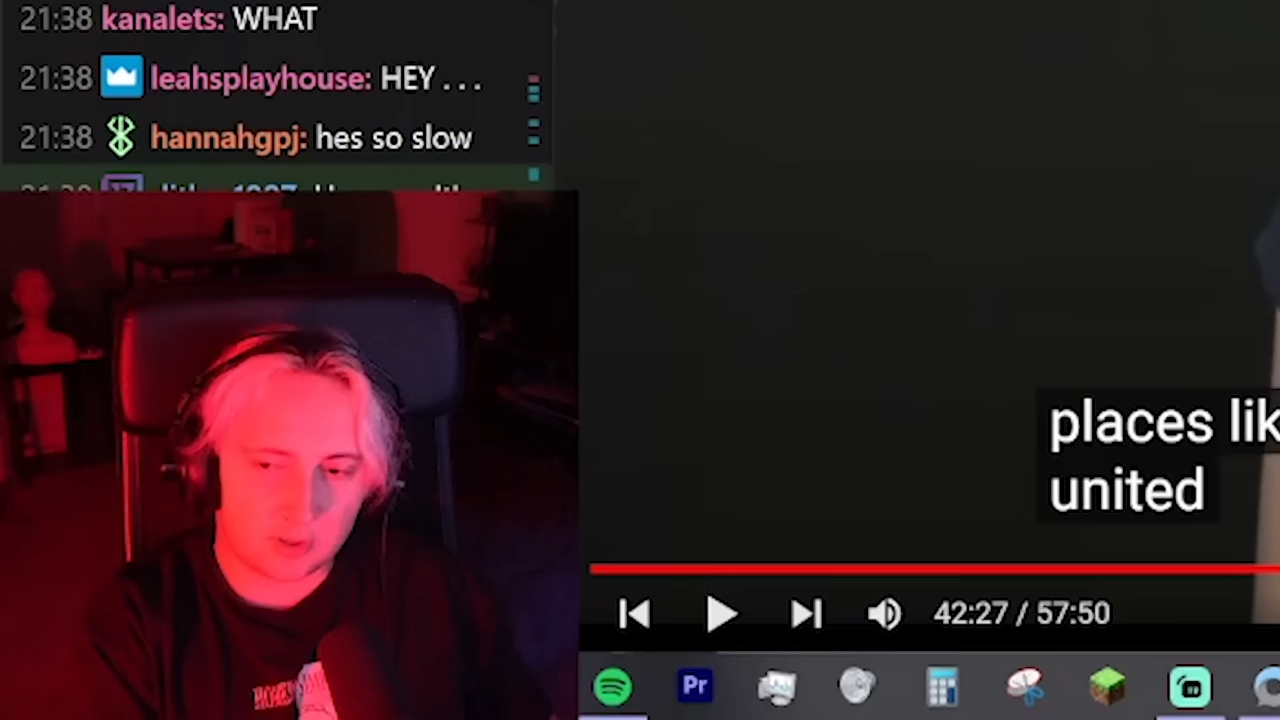 21:38 kanalets: WHAT
21:38 leahsplayhouse: HEY . . .
21:38 hannahgpj: hes so slow
places lik
united
42:27 / 57:50
Pr